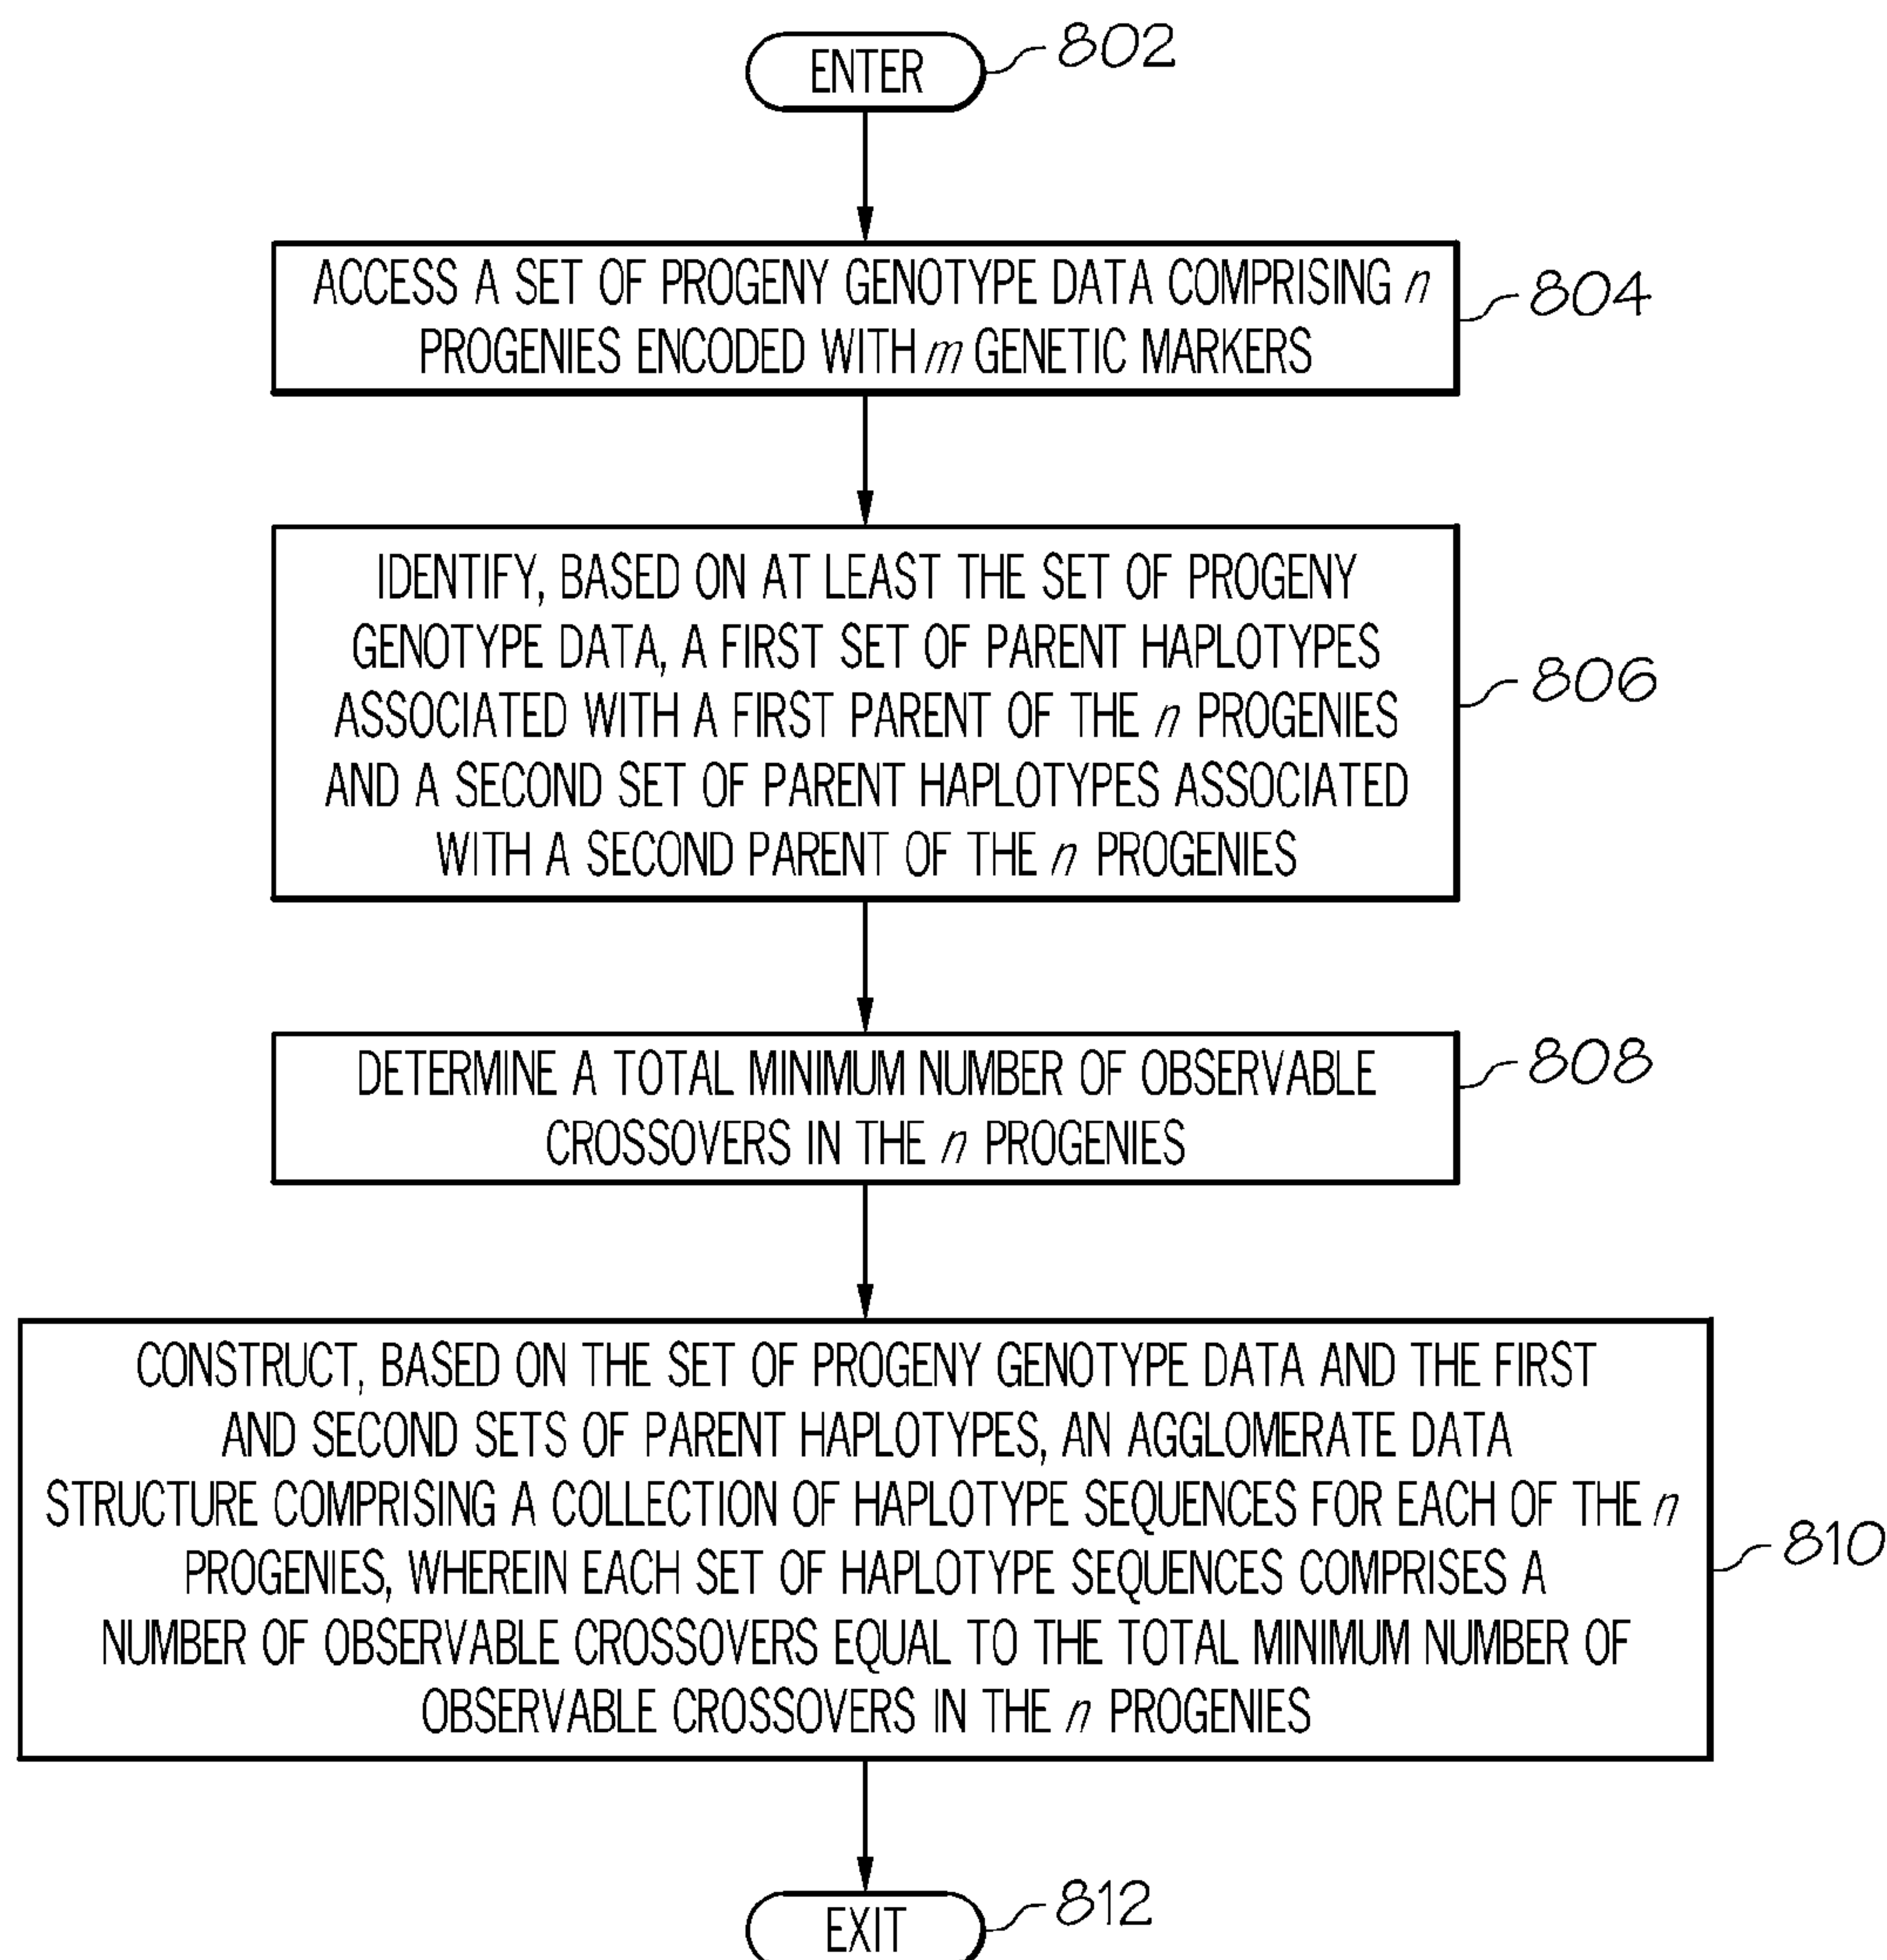 ENTER
802
ACCESS A SET OF PROGENY GENOTYPE DATA COMPRISING n
PROGENIES ENCODED WITH m GENETIC MARKERS
804
IDENTIFY, BASED ON AT LEAST THE SET OF PROGENY
GENOTYPE DATA, A FIRST SET OF PARENT HAPLOTYPES
ASSOCIATED WITH A FIRST PARENT OF THE n PROGENIES
AND A SECOND SET OF PARENT HAPLOTYPES ASSOCIATED
WITH A SECOND PARENT OF THE n PROGENIES
806
DETERMINE A TOTAL MINIMUM NUMBER OF OBSERVABLE
CROSSOVERS IN THE n PROGENIES
808
CONSTRUCT, BASED ON THE SET OF PROGENY GENOTYPE DATA AND THE FIRST
AND SECOND SETS OF PARENT HAPLOTYPES, AN AGGLOMERATE DATA
STRUCTURE COMPRISING A COLLECTION OF HAPLOTYPE SEQUENCES FOR EACH OF THE n
PROGENIES, WHEREIN EACH SET OF HAPLOTYPE SEQUENCES COMPRISES A
NUMBER OF OBSERVABLE CROSSOVERS EQUAL TO THE TOTAL MINIMUM NUMBER OF
OBSERVABLE CROSSOVERS IN THE n PROGENIES
810
EXIT
812